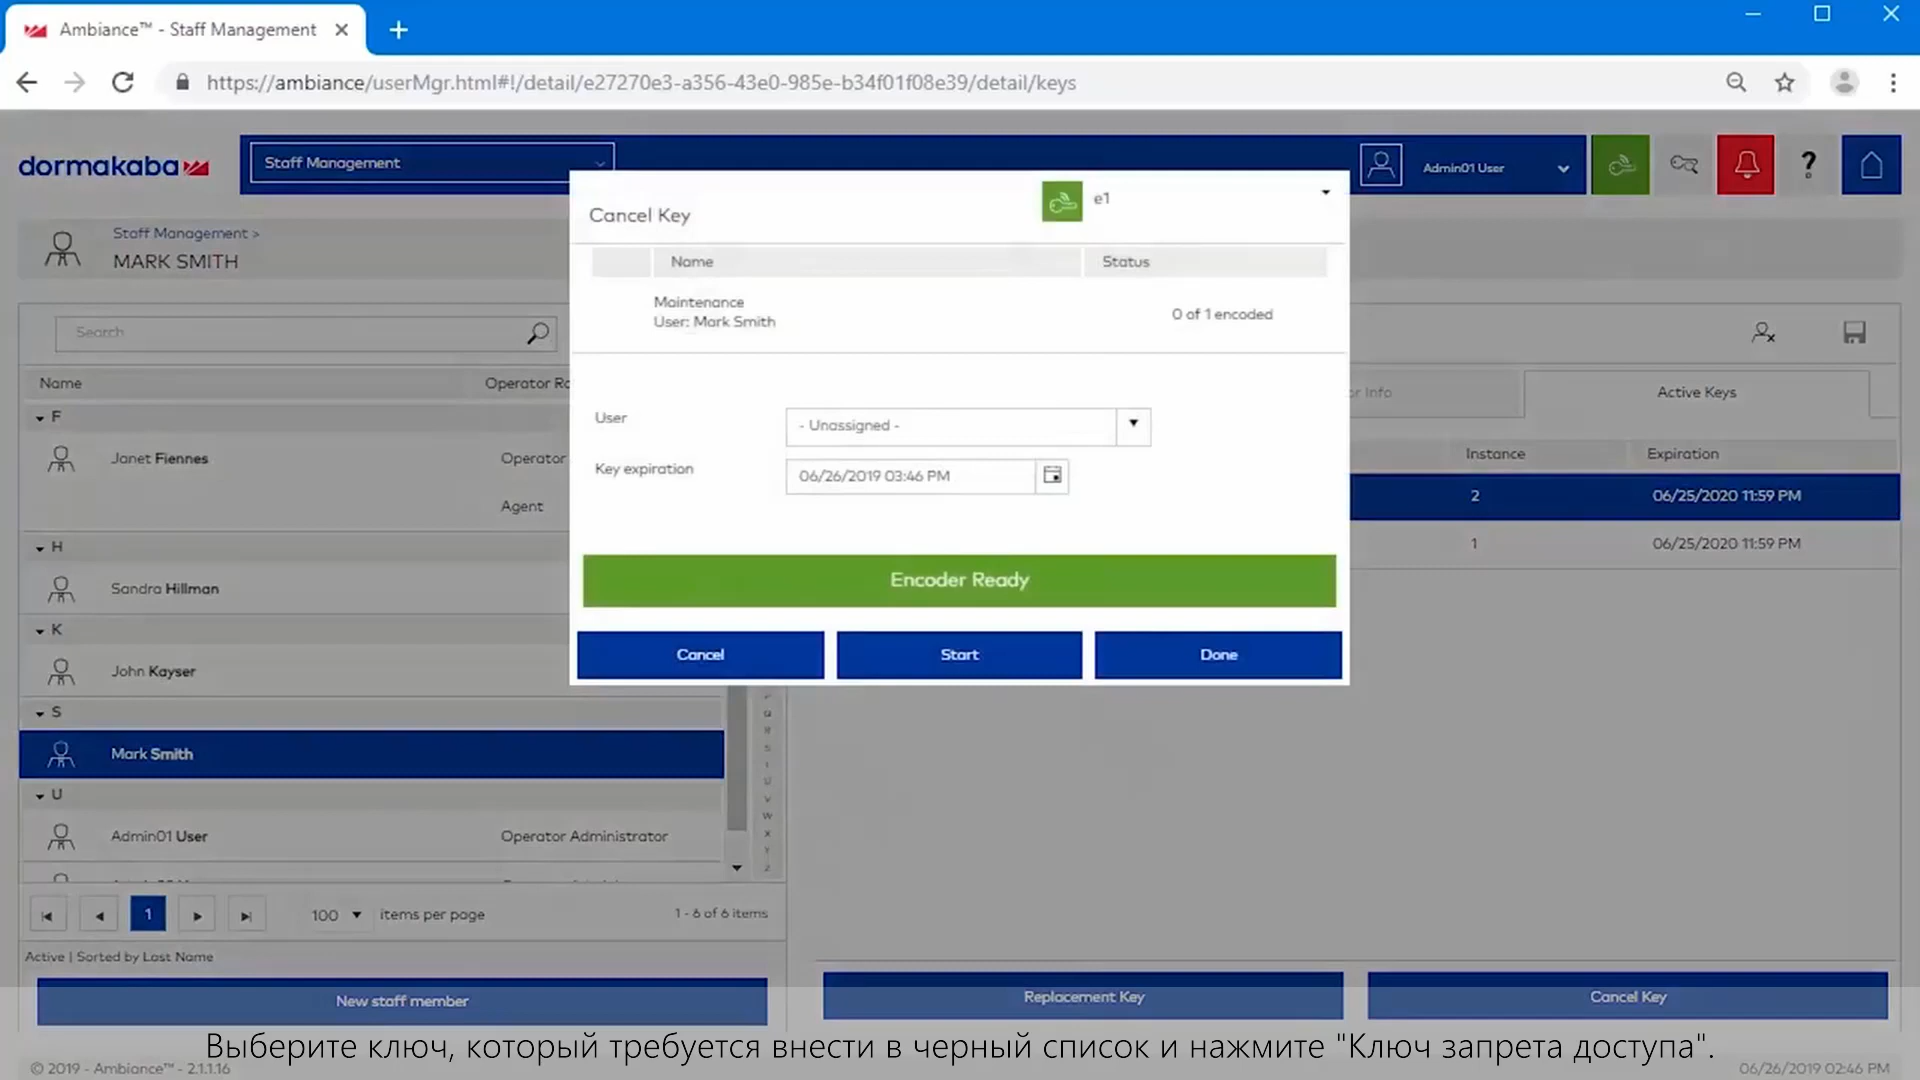 Ambiance™ - Staff Management
https://ambiance/userMgr.html#!/detail/e27270e3-a356-43e0-985e-b34f01f08e39/detail/keys
dormakaba
Staff Management
Admin01 User
?
Staff Management >
MARK SMITH
Cancel Key
e1
Name Status
Maintenance
User: Mark Smith
0 of 1 encoded
User
- Unassigned -
Key expiration
06/26/2019 03:46 PM
Encoder Ready
Cancel Start Done
Search
Name Operator Ro
F
Janet Fiennes Operator
Agent
H
Sandra Hillman
K
John Kayser
S
Mark Smith
U
Admin01 User Operator Administrator
Q
R
S
T
U
V
W
X
Y
Z
1
100 items per page
1 - 6 of 6 items
Active | Sorted by Last Name
New staff member
or Info
Active Keys
Instance Expiration
2 06/25/2020 11:59 PM
1 06/25/2020 11:59 PM
Replacement Key
Cancel Key
Выберите ключ, который требуется внести в черный список и нажмите "Ключ запрета доступа".
© 2019 - Ambiance™ - 2.1.1.16
06/26/2019 02:46 PM